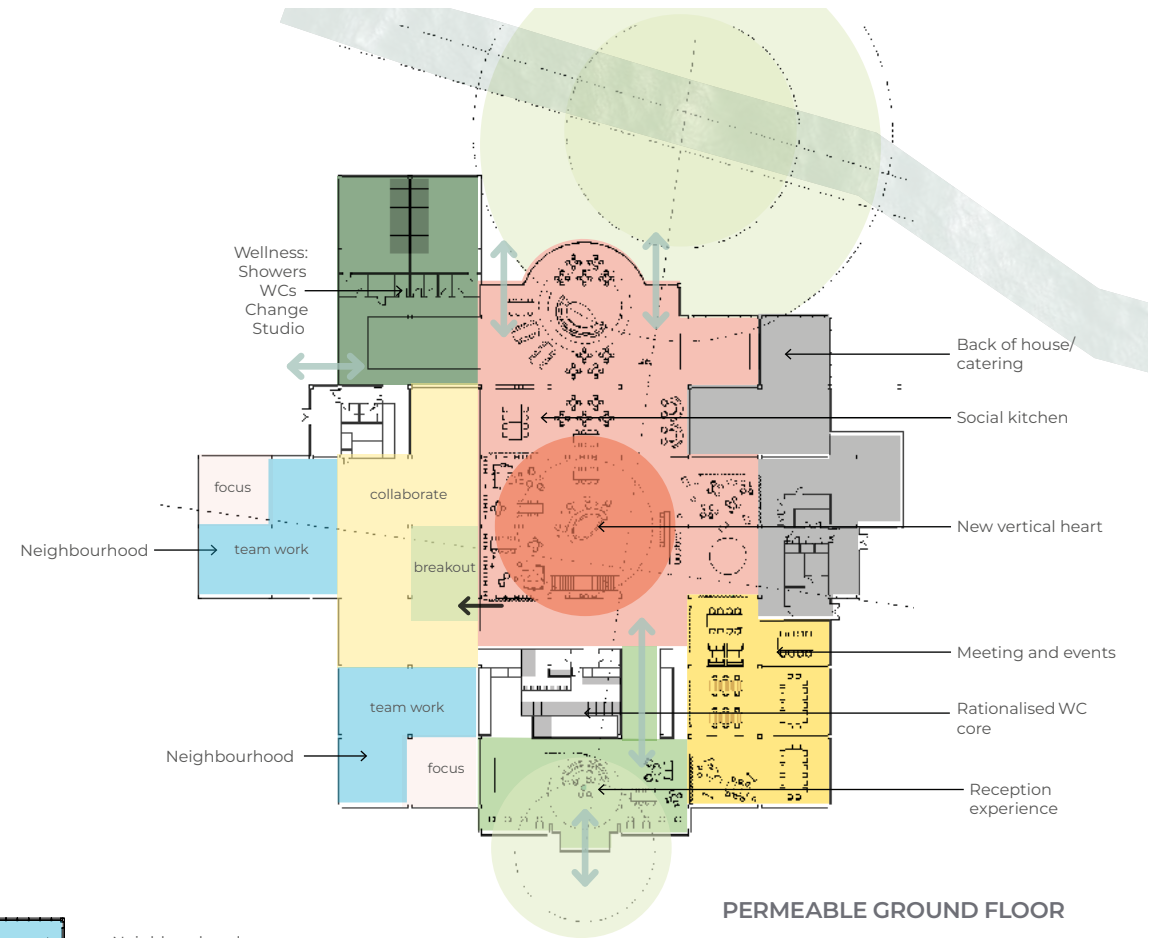 Wellness:
Showers
WCs
Change
Studio
Back of house/
catering
Social kitchen
focus
collaborate
Neighbourhood
team work
New vertical heart
breakout
Meeting and events
team work
Rationalised WC
core
Neighbourhood
focus
Reception
experience
PERMEABLE GROUND FLOOR